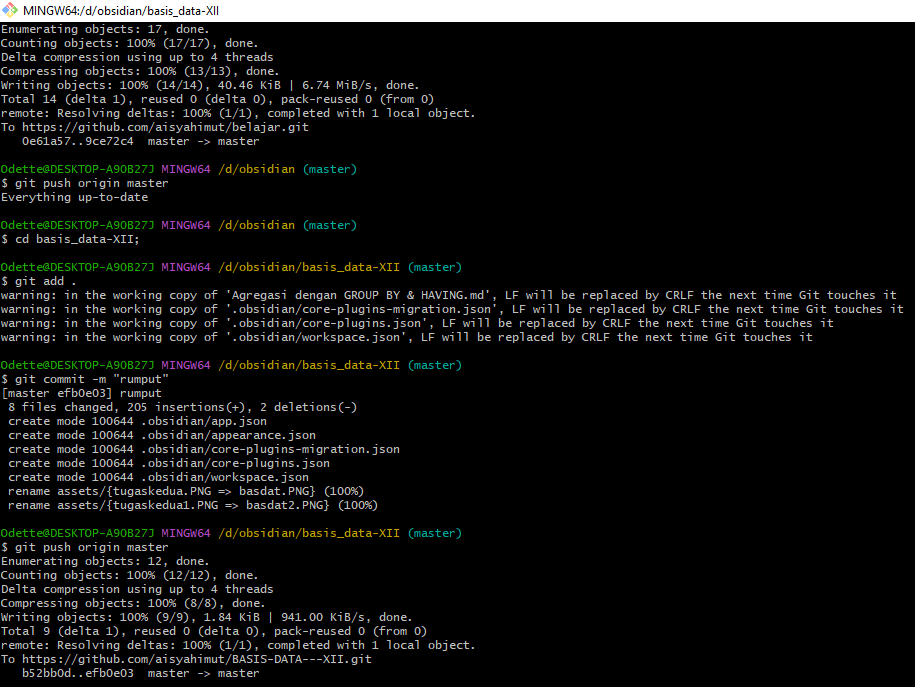 MINGW64:/d/obsidian/basis_data-XII
Enumerating objects: 17, done.
Counting objects: 100% (17/17), done.
Delta compression using up to 4 threads
Compressing objects: 100% (13/13), done.
Writing objects: 100% (14/14), 40.46 KiB | 6.74 MiB/s, done.
Total 14 (delta 1), reused 0 (delta 0), pack-reused 0 (from 0)
remote: Resolving deltas: 100% (1/1), completed with 1 local object.
To https://github.com/aisyahimut/belajar.git
   0e61a57..9ce72c4  master -> master

Odette@DESKTOP-A9OB27J MINGW64 /d/obsidian (master)
$ git push origin master
Everything up-to-date

Odette@DESKTOP-A9OB27J MINGW64 /d/obsidian (master)
$ cd basis_data-XII;

Odette@DESKTOP-A9OB27J MINGW64 /d/obsidian/basis_data-XII (master)
$ git add .
warning: in the working copy of 'Agregasi dengan GROUP BY & HAVING.md', LF will be replaced by CRLF the next time Git touches it
warning: in the working copy of '.obsidian/core-plugins-migration.json', LF will be replaced by CRLF the next time Git touches it
warning: in the working copy of '.obsidian/core-plugins.json', LF will be replaced by CRLF the next time Git touches it
warning: in the working copy of '.obsidian/workspace.json', LF will be replaced by CRLF the next time Git touches it

Odette@DESKTOP-A9OB27J MINGW64 /d/obsidian/basis_data-XII (master)
$ git commit -m "rumput"
[master efb0e03] rumput
 8 files changed, 205 insertions(+), 2 deletions(-)
 create mode 100644 .obsidian/app.json
 create mode 100644 .obsidian/appearance.json
 create mode 100644 .obsidian/core-plugins-migration.json
 create mode 100644 .obsidian/core-plugins.json
 create mode 100644 .obsidian/workspace.json
 rename assets/{tugaskedua.PNG => basdat.PNG} (100%)
 rename assets/{tugaskedua1.PNG => basdat2.PNG} (100%)

Odette@DESKTOP-A9OB27J MINGW64 /d/obsidian/basis_data-XII (master)
$ git push origin master
Enumerating objects: 12, done.
Counting objects: 100% (12/12), done.
Delta compression using up to 4 threads
Compressing objects: 100% (8/8), done.
Writing objects: 100% (9/9), 1.84 KiB | 941.00 KiB/s, done.
Total 9 (delta 1), reused 0 (delta 0), pack-reused 0 (from 0)
remote: Resolving deltas: 100% (1/1), completed with 1 local object.
To https://github.com/aisyahimut/BASIS-DATA---XII.git
   b52bb0d..efb0e03  master -> master